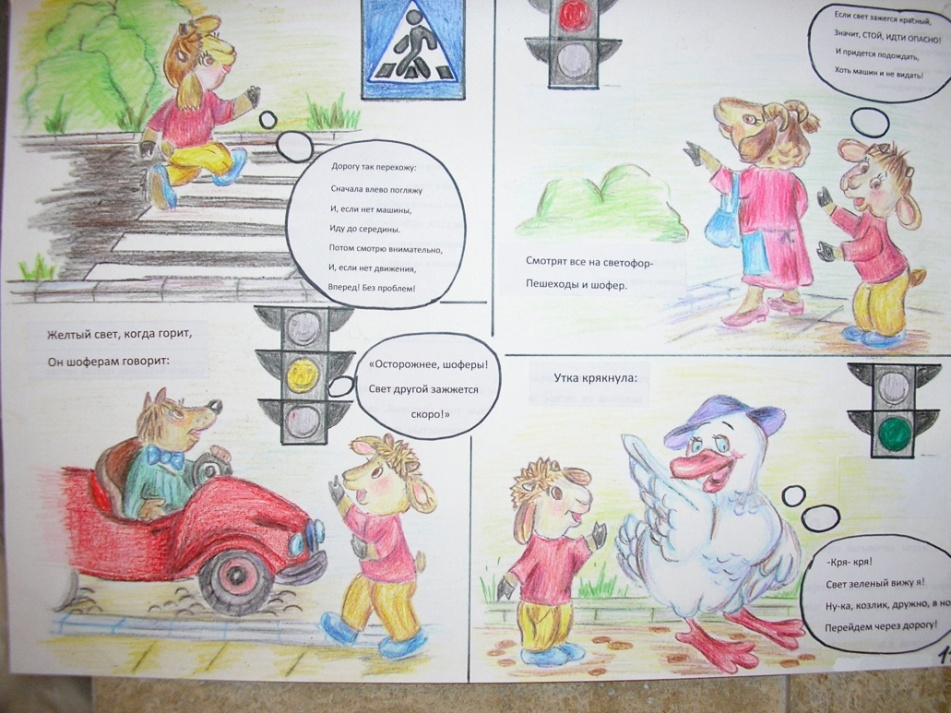 Дорогу так перехожу:
Сначала влево погляжу
И, если нет машины,
Иду до середины.
Потом смотрю внимательно,
И, если нет движения,
Вперед! Без проблем!
Если свет зажегся красный,
Значит, СТОЙ, ИДТИ ОПАСНО!
И придется подождать,
Хоть машин и не видать!
Смотрят все на светофор-
Пешеходы и шофер.
Желтый свет, когда горит,
Он шоферам говорит:
«Осторожнее, шоферы!
Свет другой зажжется
скоро!»
Утка крякнула:
-Кря- кря!
Свет зеленый вижу я!
Ну-ка, козлик, дружно, в но
Перейдем через дорогу!